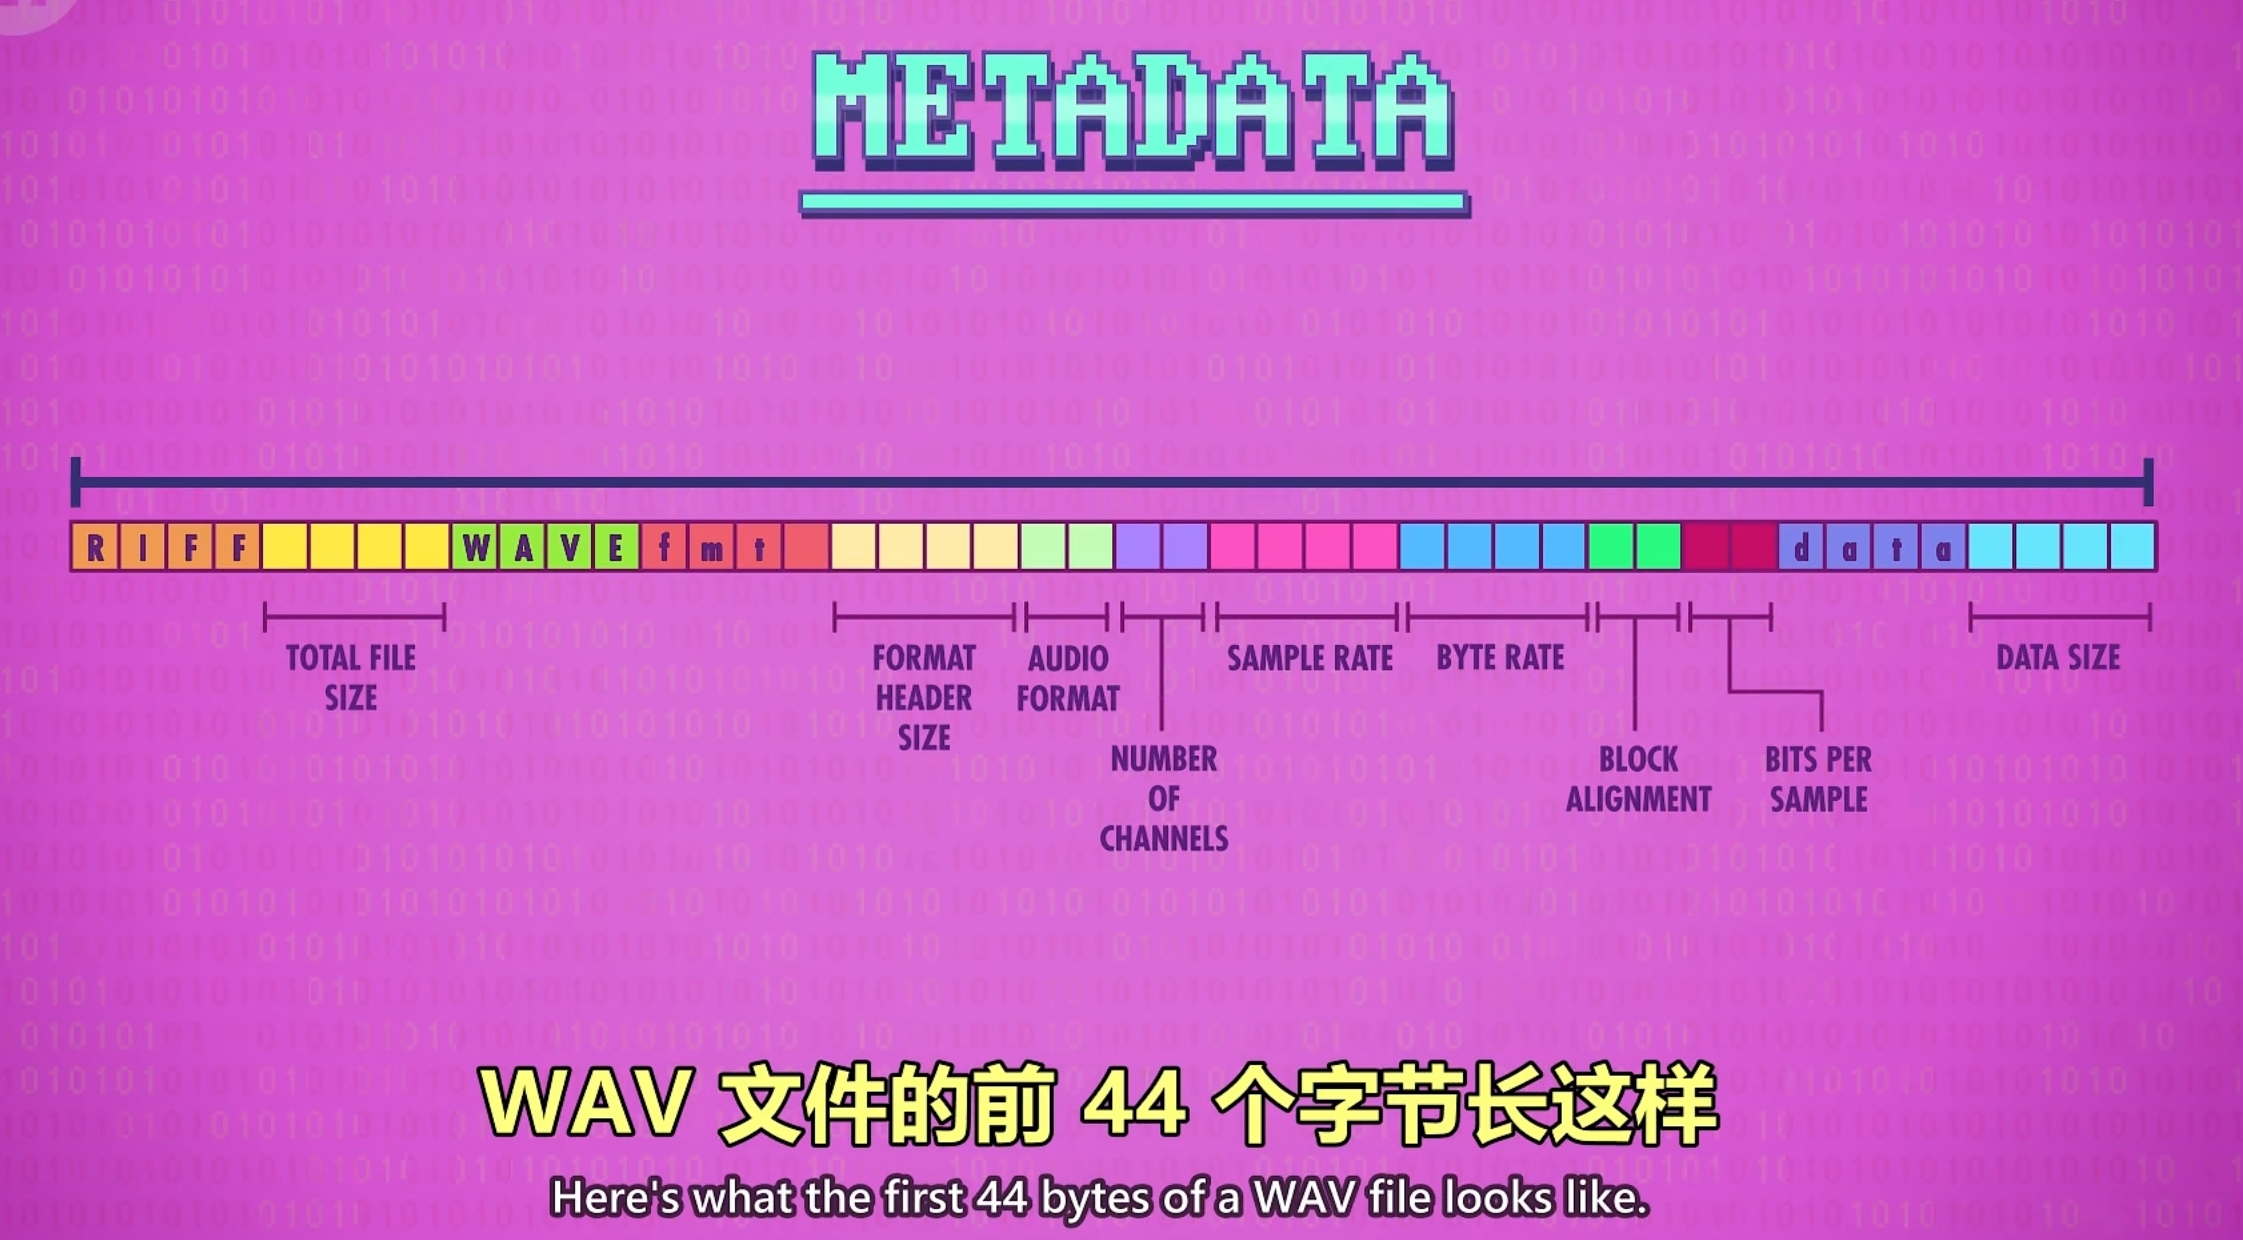 METADATA
R I F F W A V E f m t d a t a
TOTAL FILE
SIZE
FORMAT
HEADER
SIZE
AUDIO
FORMAT
NUMBER
OF
CHANNELS
SAMPLE RATE
BYTE RATE
BLOCK
ALIGNMENT
BITS PER
SAMPLE
DATA SIZE
WAV 文件的前 44 个字节长这样
Here's what the first 44 bytes of a WAV file looks like.